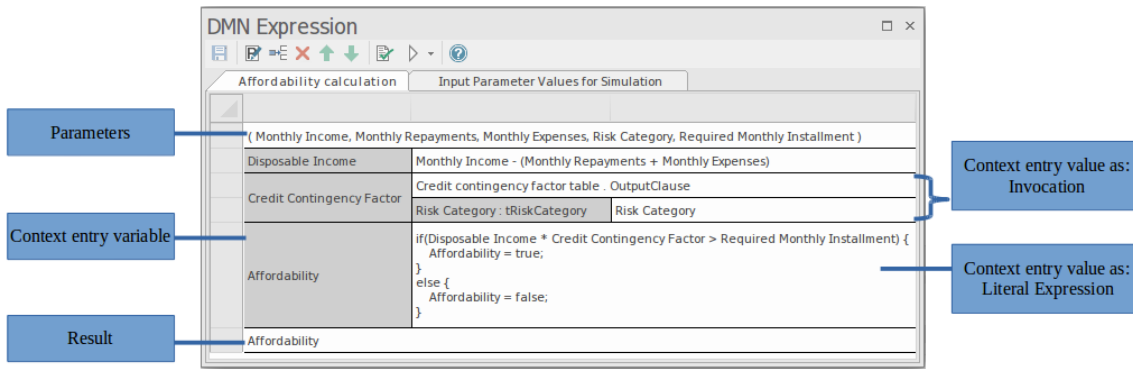 DMN Expression
Affordability calculation
Input Parameter Values for Simulation
Parameters
( Monthly Income, Monthly Repayments, Monthly Expenses, Risk Category, Required Monthly Installment )
Disposable Income
Monthly Income - (Monthly Repayments + Monthly Expenses)
Context entry value as:
Invocation
Credit Contingency Factor
Credit contingency factor table . OutputClause
Risk Category : tRiskCategory
Risk Category
Context entry variable
Affordability
if(Disposable Income * Credit Contingency Factor > Required Monthly Installment) {
Affordability = true;
}
else {
Affordability = false;
}
Context entry value as:
Literal Expression
Result
Affordability